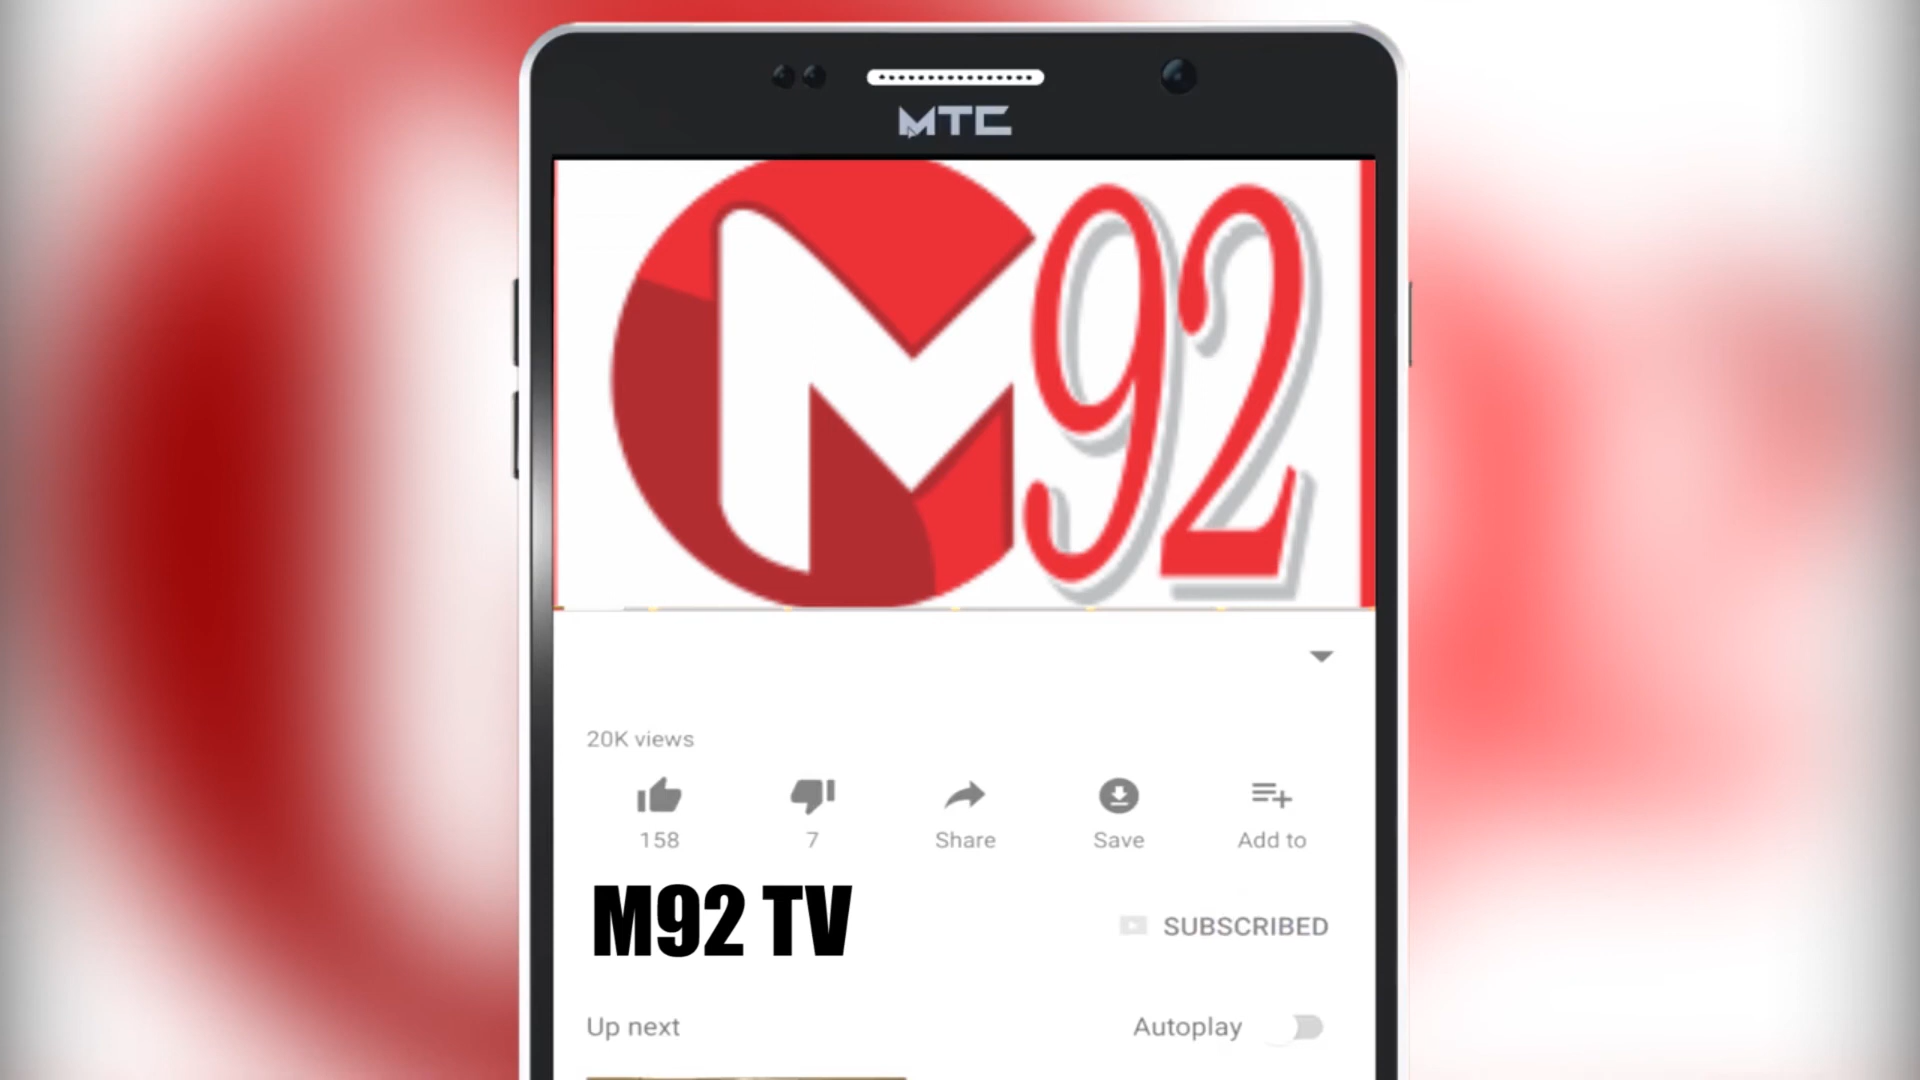 MTC
M92
20K views
158 7 Share Save Add to
M92 TV SUBSCRIBED
Up next Autoplay